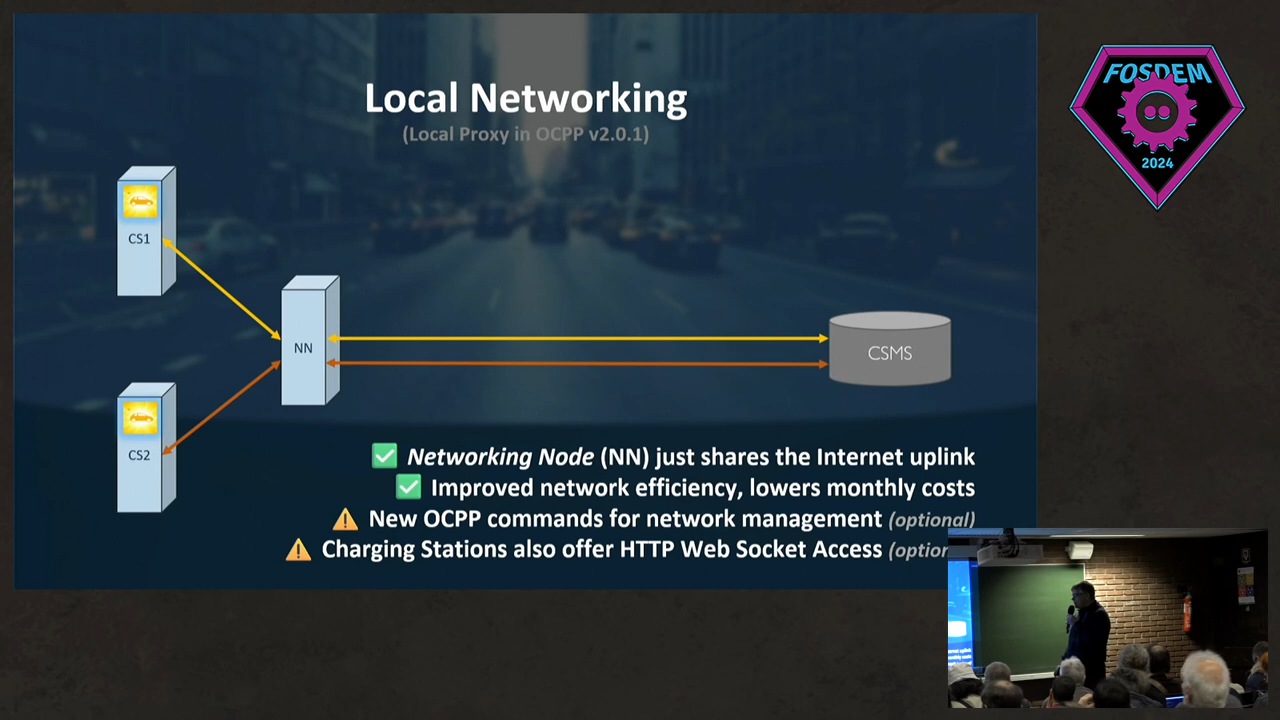 Local Networking
(Local Proxy in OCPP v2.0.1)
CS1
NN
CSMS
CS2
Networking Node (NN) just shares the Internet uplink
Improved network efficiency, lowers monthly costs
New OCPP commands for network management (optional)
Charging Stations also offer HTTP Web Socket Access
FOSDEM
2024